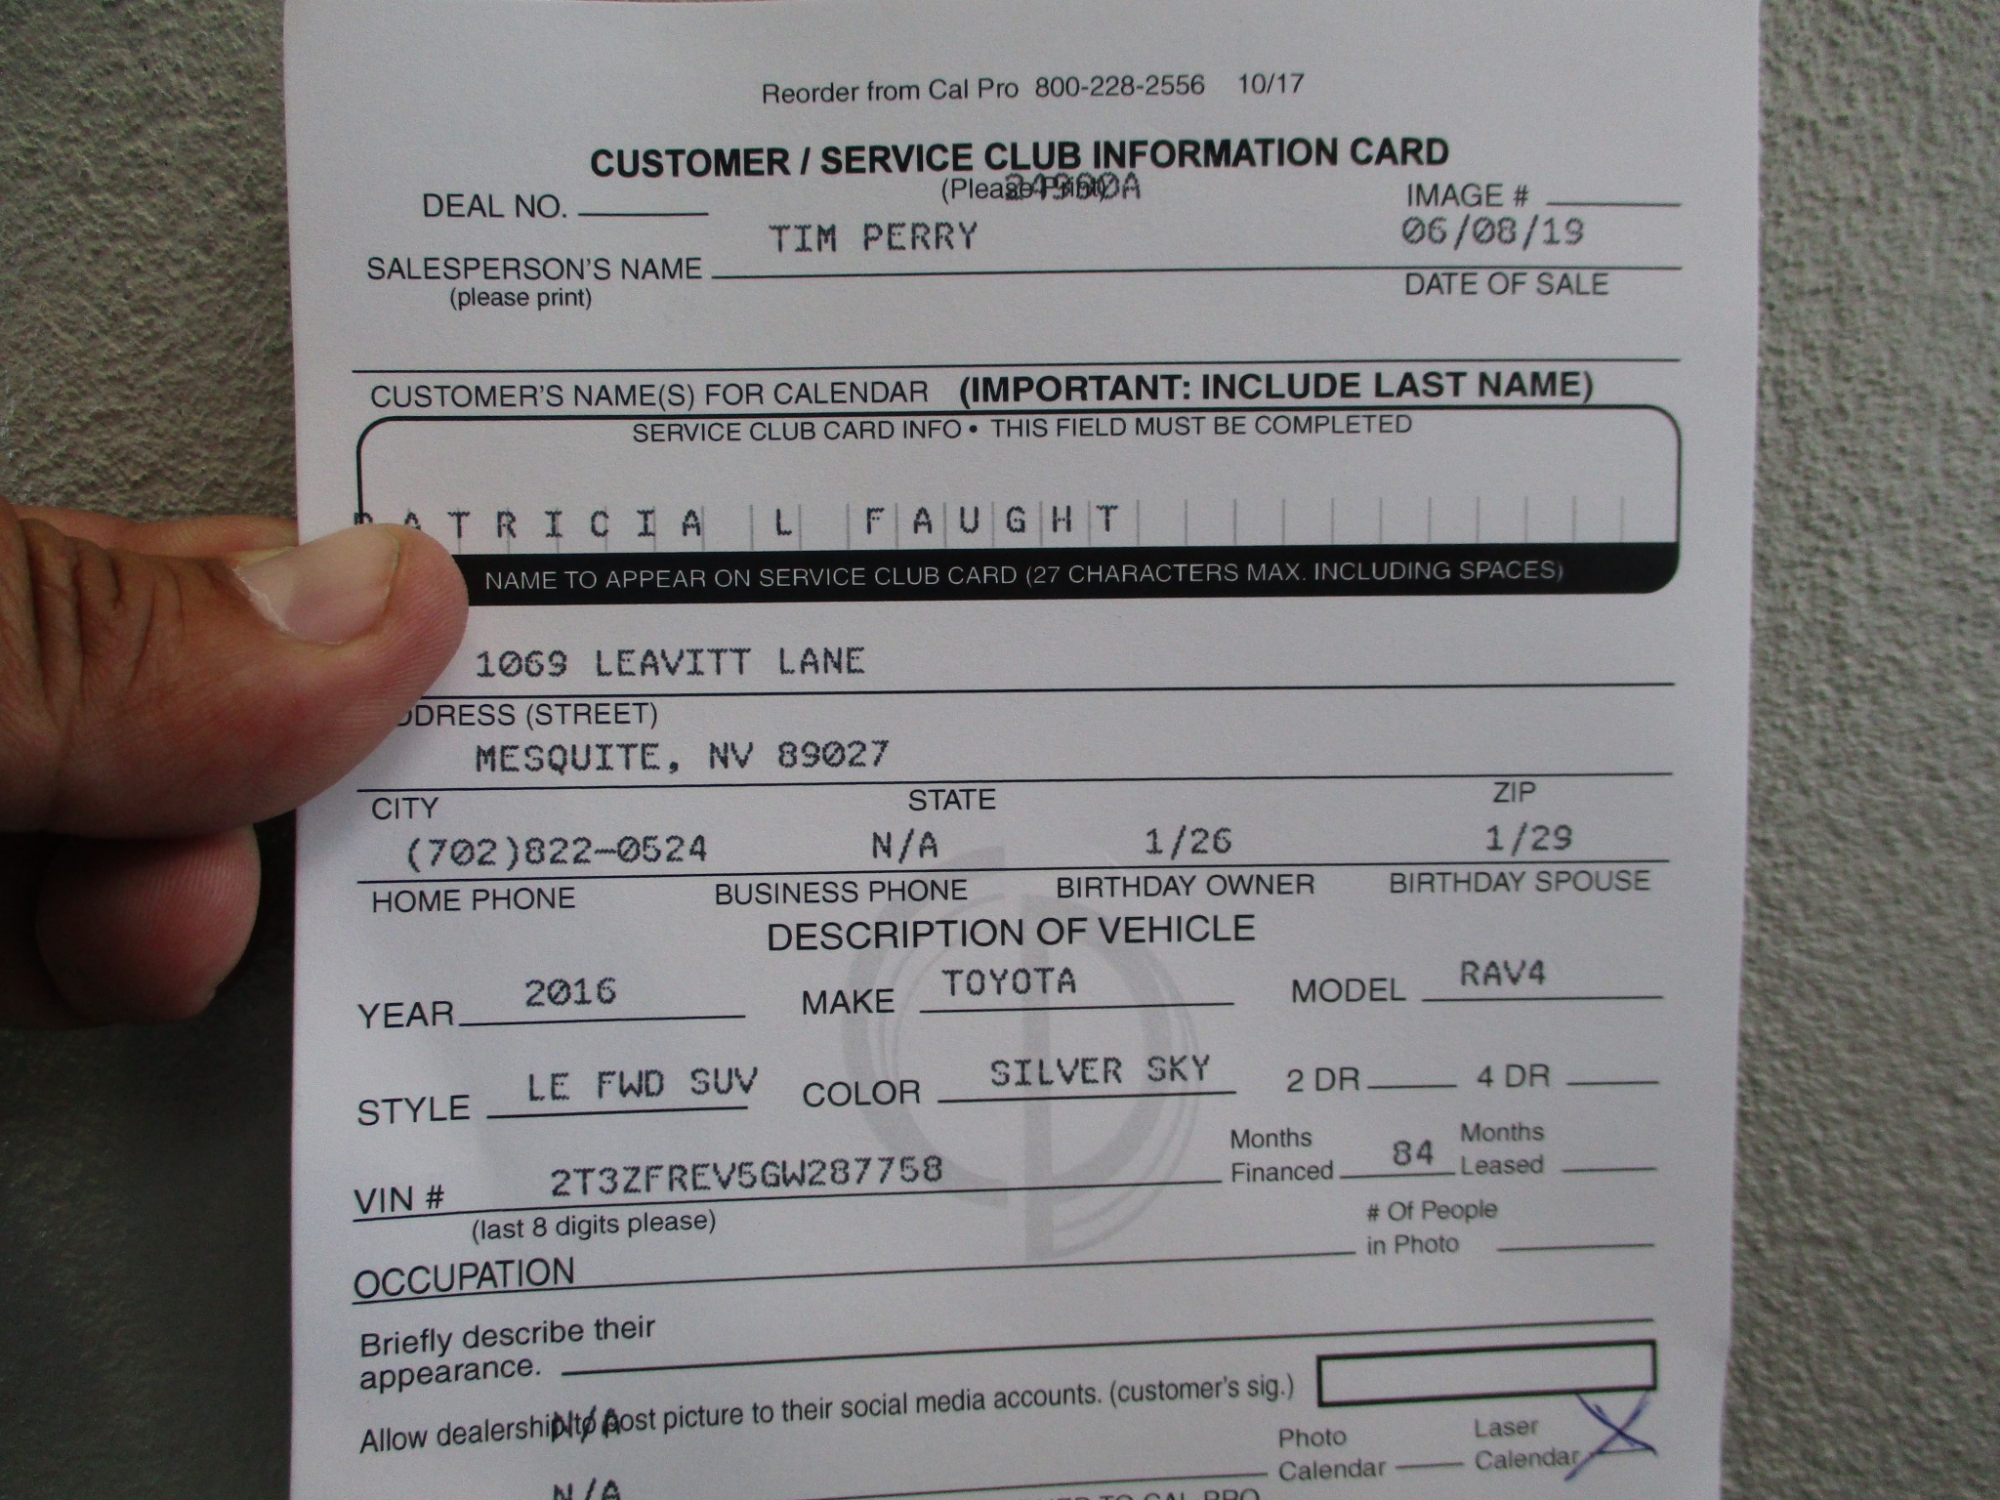 Reorder from Cal Pro 800-228-2556 10/17
CUSTOMER / SERVICE CLUB INFORMATION CARD
(Please Print)
DEAL NO. IMAGE #
TIM PERRY 06/08/19
SALESPERSON'S NAME DATE OF SALE
(please print)
CUSTOMER'S NAME(S) FOR CALENDAR (IMPORTANT: INCLUDE LAST NAME)
SERVICE CLUB CARD INFO • THIS FIELD MUST BE COMPLETED
PATRICIA L FAUGHT
NAME TO APPEAR ON SERVICE CLUB CARD (27 CHARACTERS MAX. INCLUDING SPACES)
1069 LEAVITT LANE
ADDRESS (STREET)
MESQUITE, NV 89027
CITY STATE ZIP
(702)822-0524 N/A 1/26 1/29
HOME PHONE BUSINESS PHONE BIRTHDAY OWNER BIRTHDAY SPOUSE
DESCRIPTION OF VEHICLE
YEAR 2016 MAKE TOYOTA MODEL RAV4
STYLE LE FWD SUV COLOR SILVER SKY 2 DR 4 DR
VIN # 2T3ZFREV5GW287758 Months Financed 84 Months Leased
(last 8 digits please)
# Of People in Photo
OCCUPATION
Briefly describe their
appearance.
Allow dealership to post picture to their social media accounts. (customer's sig.)
N/A
Photo Calendar Laser Calendar X
N/A